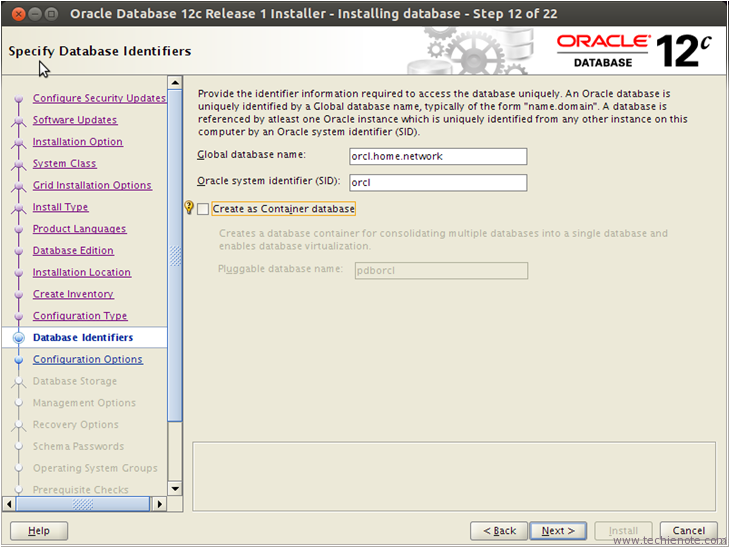 Oracle Database 12c Release 1 Installer - Installing database - Step 12 of 22
Specify Database Identifiers
ORACLE
DATABASE
12c
Configure Security Updates
Software Updates
Installation Option
System Class
Grid Installation Options
Install Type
Product Languages
Database Edition
Installation Location
Create Inventory
Configuration Type
Database Identifiers
Configuration Options
Database Storage
Management Options
Recovery Options
Schema Passwords
Operating System Groups
Prerequisite Checks
Provide the identifier information required to access the database uniquely. An Oracle database is
uniquely identified by a Global database name, typically of the form "name.domain". A database is
referenced by atleast one Oracle instance which is uniquely identified from any other instance on this
computer by an Oracle system identifier (SID).
Global database name: orcl.home.network
Oracle system identifier (SID): orcl
Create as Container database
Creates a database container for consolidating multiple databases into a single database and
enables database virtualization.
Pluggable database name: pdborcl
Help
< Back
Next >
Install
Cancel
www.techienote.com